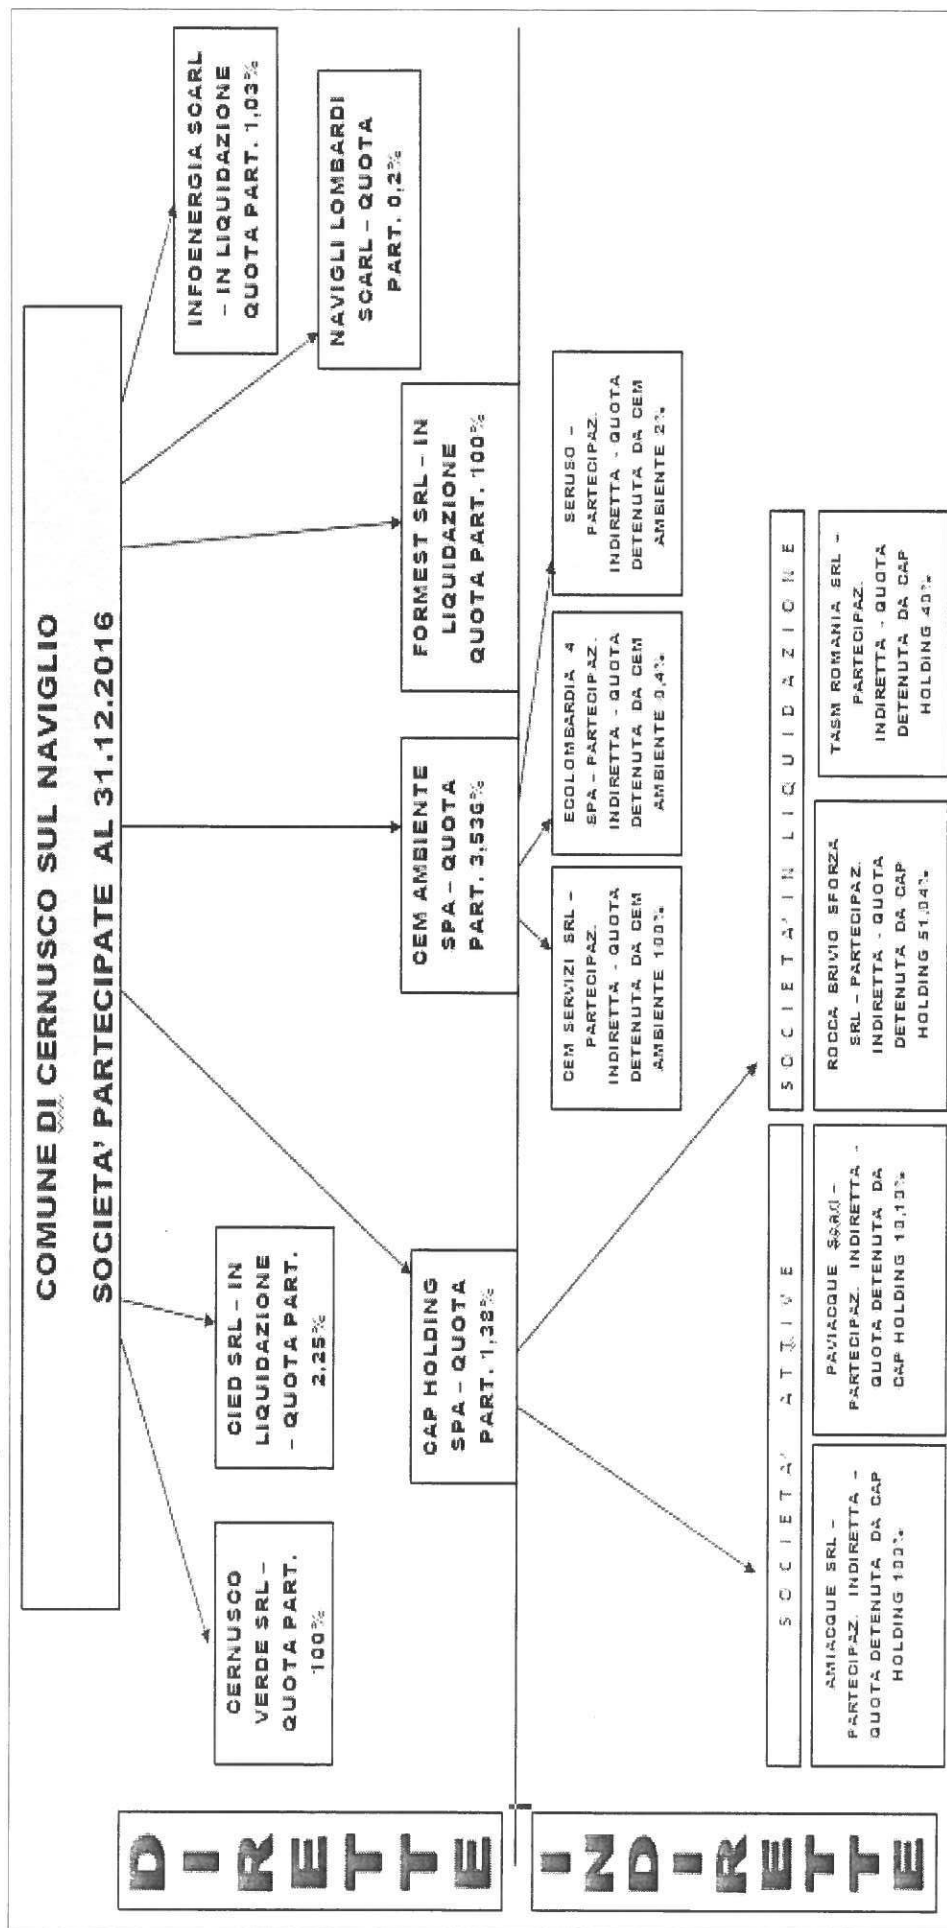 COMUNE DI CERNUSCO SUL NAVIGLIO
SOCIETA' PARTECIPATE AL 31.12.2016
DIRETTE
CERNUSCO
VERDE SRL –
QUOTA PART.
100%
CIED SRL – IN
LIQUIDAZIONE
– QUOTA PART.
2,25%
CAP HOLDING
SPA – QUOTA
PART. 1,38%
CEM AMBIENTE
SPA – QUOTA
PART. 3,536%
FORMEST SRL – IN
LIQUIDAZIONE
QUOTA PART. 100%
NAVIGLI LOMBARDI
SCARL – QUOTA
PART. 0,2%
INFOENERGIA SCARL
– IN LIQUIDAZIONE
QUOTA PART. 1,03%
INDIRETTE
CEM SERVIZI SRL –
PARTECIPAZ.
INDIRETTA - QUOTA
DETENUTA DA CEM
AMBIENTE 100%
ECOLOMBARDIA 4
SPA – PARTECIPAZ.
INDIRETTA - QUOTA
DETENUTA DA CEM
AMBIENTE 0,4%
SERUSO –
PARTECIPAZ.
INDIRETTA - QUOTA
DETENUTA DA CEM
AMBIENTE 2%
SOCIETA' ATTIVE
AMIACQUE SRL –
PARTECIPAZ. INDIRETTA –
QUOTA DETENUTA DA CAP
HOLDING 100%
PAVIACQUE –
PARTECIPAZ. INDIRETTA –
QUOTA DETENUTA DA
CAP HOLDING 10,10%
SOCIETA' IN LIQUIDAZIONE
ROCCA BRIVIO SFORZA
SRL – PARTECIPAZ.
INDIRETTA - QUOTA
DETENUTA DA CAP
HOLDING 51,04%
TASM ROMANIA SRL –
PARTECIPAZ.
INDIRETTA - QUOTA
DETENUTA DA CAP
HOLDING 40%